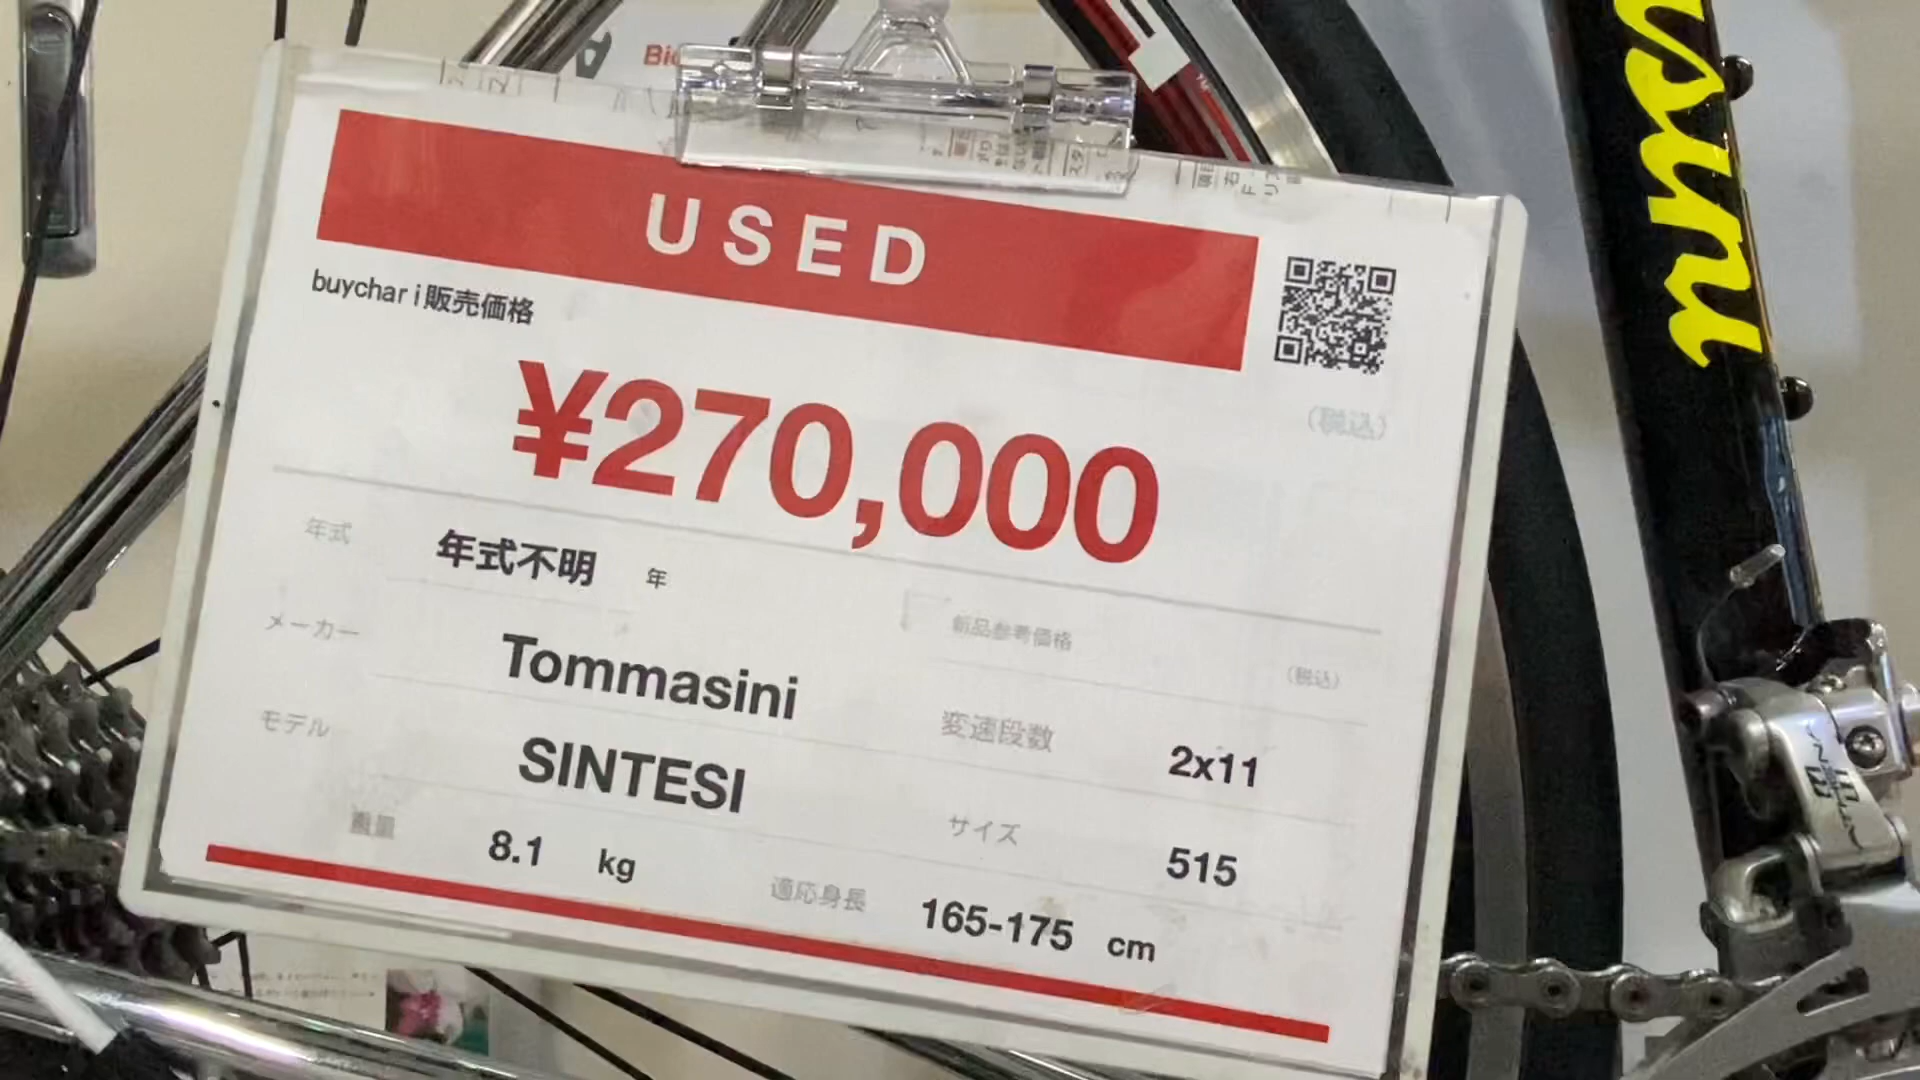 USED
buychari販売価格
¥270,000
(税込)
年式 年式不明 年
新品参考価格
(税込)
メーカー Tommasini
変速段数 2x11
モデル SINTESI
サイズ 515
重量 8.1 kg
適応身長 165-175 cm